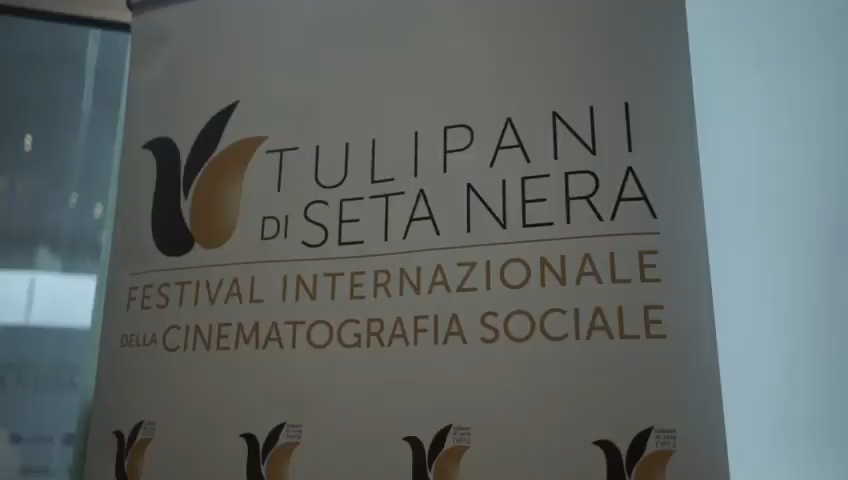 TULIPANI
DI SETA NERA
FESTIVAL INTERNAZIONALE
DELLA CINEMATOGRAFIA SOCIALE